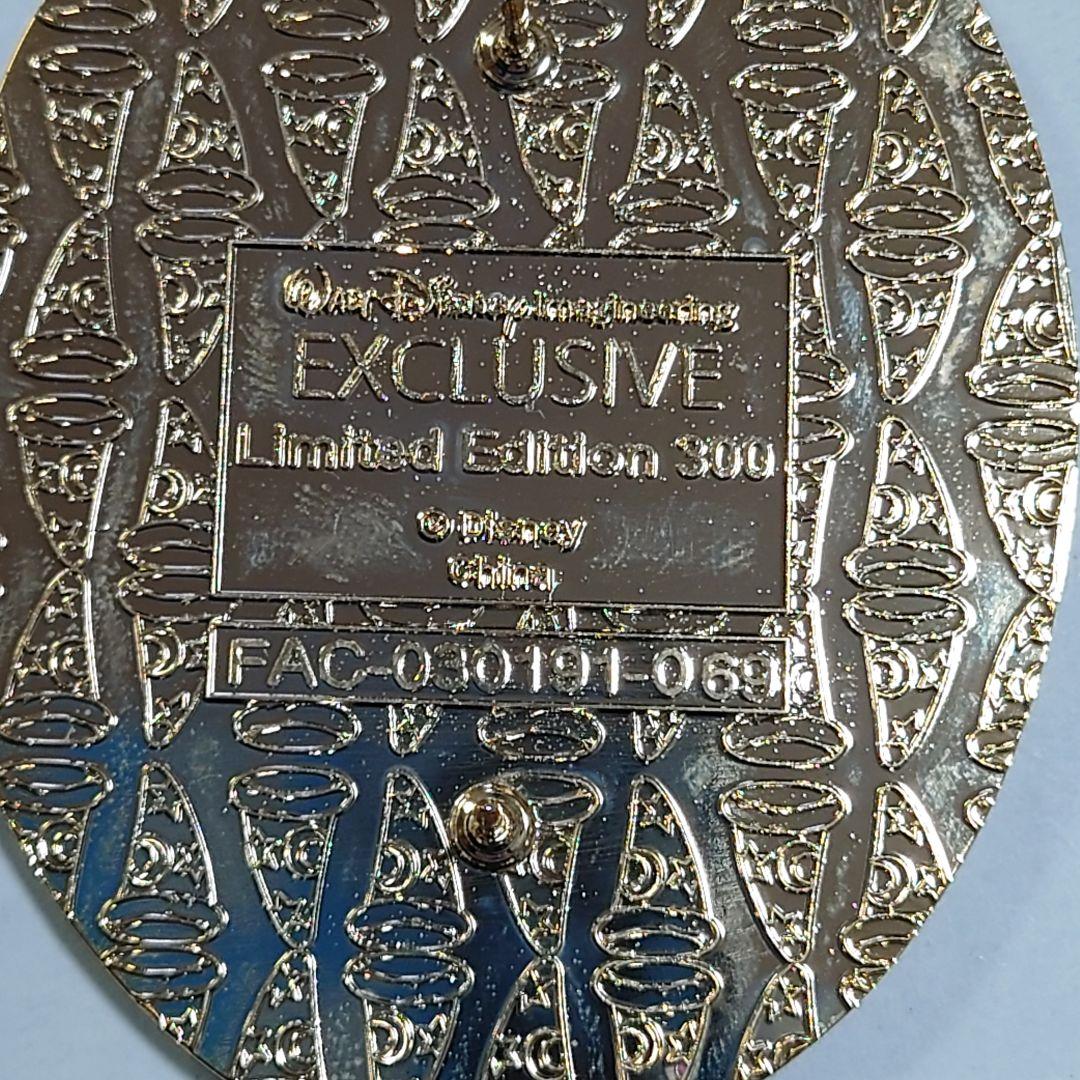 Walt Disney Imagineering
EXCLUSIVE
Limited Edition 300
© Disney
China
FAC-030191-069